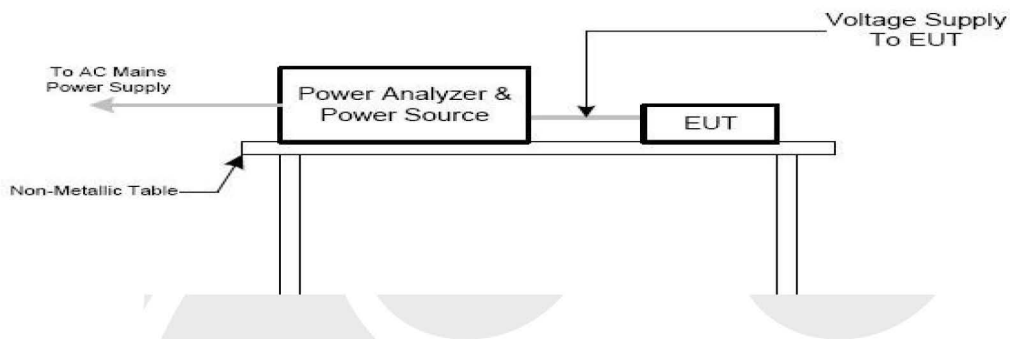 Voltage Supply
To EUT
To AC Mains
Power Supply
Power Analyzer &
Power Source
EUT
Non-Metallic Table